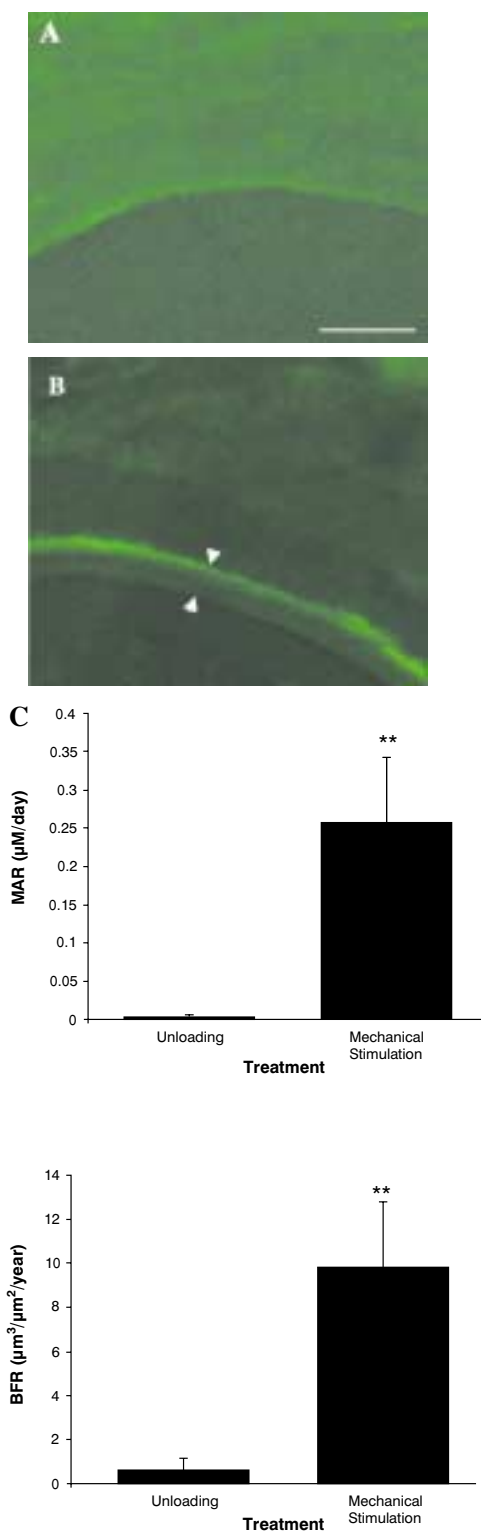 A
B
C
0.4
0.35
0.3
0.25
0.2
0.15
0.1
0.05
0
MAR (µM/day)
**
Unloading
Mechanical
Stimulation
Treatment
14
12
10
8
6
4
2
0
BFR (µm³/µm²/year)
**
Unloading
Mechanical
Stimulation
Treatment